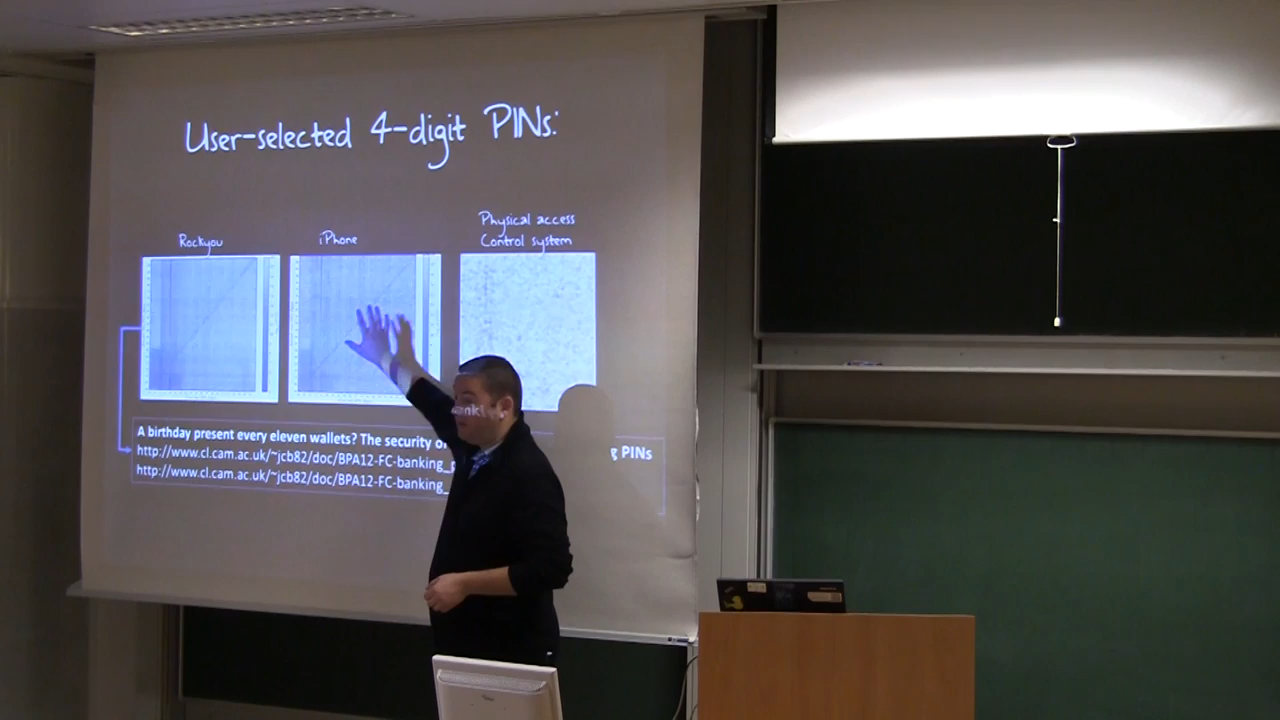 User-selected 4-digit PINs:
Rockyou
iPhone
Physical access
Control system
A birthday present every eleven wallets? The security of PINs
http://www.cl.cam.ac.uk/~jcb82/doc/BPA12-FC-banking_
http://www.cl.cam.ac.uk/~jcb82/doc/BPA12-FC-banking_